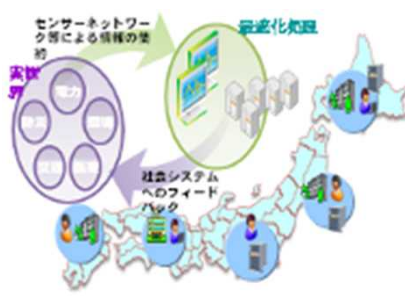 センサーネットワー
ク等による情報の集
約
最適化処理
実世
界
電力
社会システム
へのフィード
バック